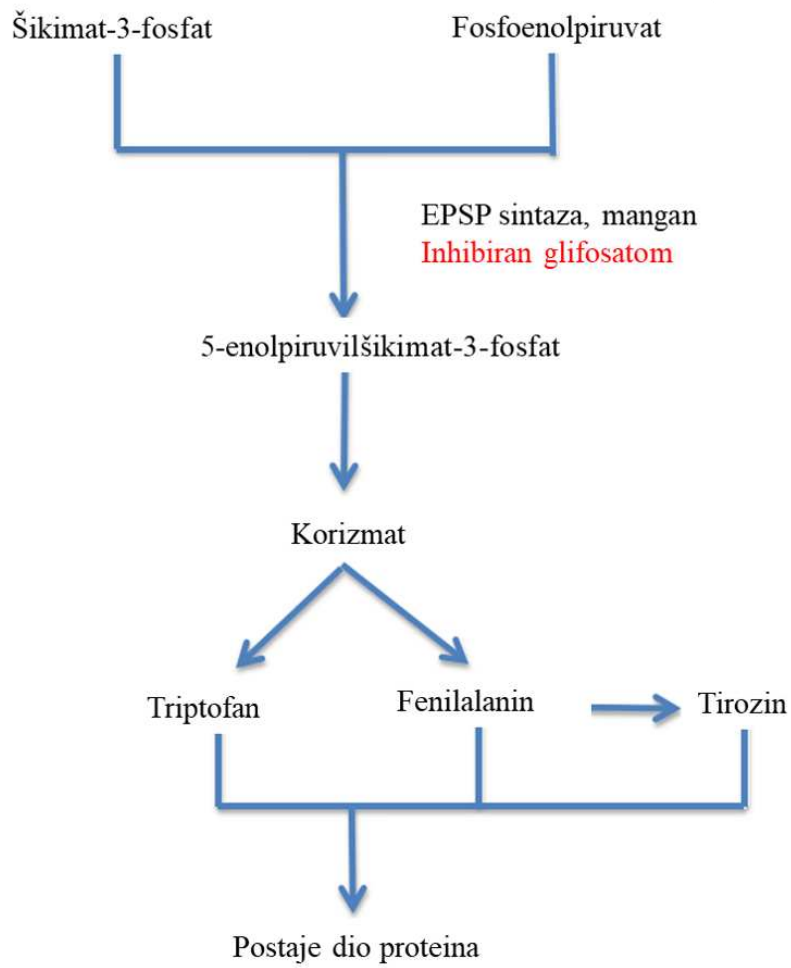 Šikimat-3-fosfat
Fosfoenolpiruvat
EPSP sintaza, mangan
Inhibiran glifosatom
5-enolpiruvilšikimat-3-fosfat
Korizmat
Triptofan
Fenilalanin
Tirozin
Postaje dio proteina